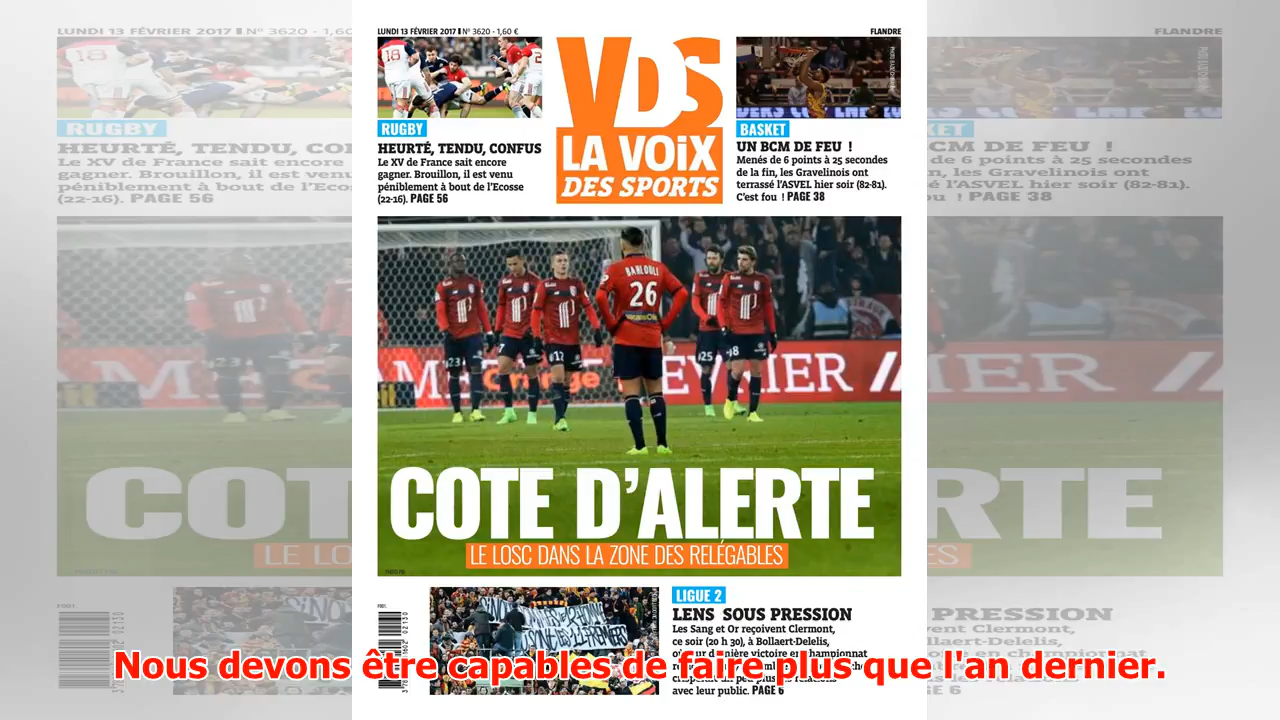 LUNDI 13 FÉVRIER 2017 Nº 3620 - 1,60 €
FLANDRE
RUGBY
HEURTÉ, TENDU, CONFUS
Le XV de France sait encore
gagner. Brouillon, il est venu
péniblement à bout de l'Ecosse
(22-16). PAGE 56
VDS
LA VOiX
DES SPORTS
BASKET
UN BCM DE FEU !
Menés de 6 points à 25 secondes
de la fin, les Gravelinois ont
terrassé l'ASVEL hier soir (82-81).
C'est fou ! PAGE 38
BAHLOULI
26
COTE D'ALERTE
LE LOSC DANS LA ZONE DES RELÉGABLES
LIGUE 2
LENS SOUS PRESSION
Les Sang et Or reçoivent Clermont,
ce soir (20 h 30), à Bollaert-Delelis,
avec leur public. PAGE 6
Nous devons être capables de faire plus que l'an dernier.